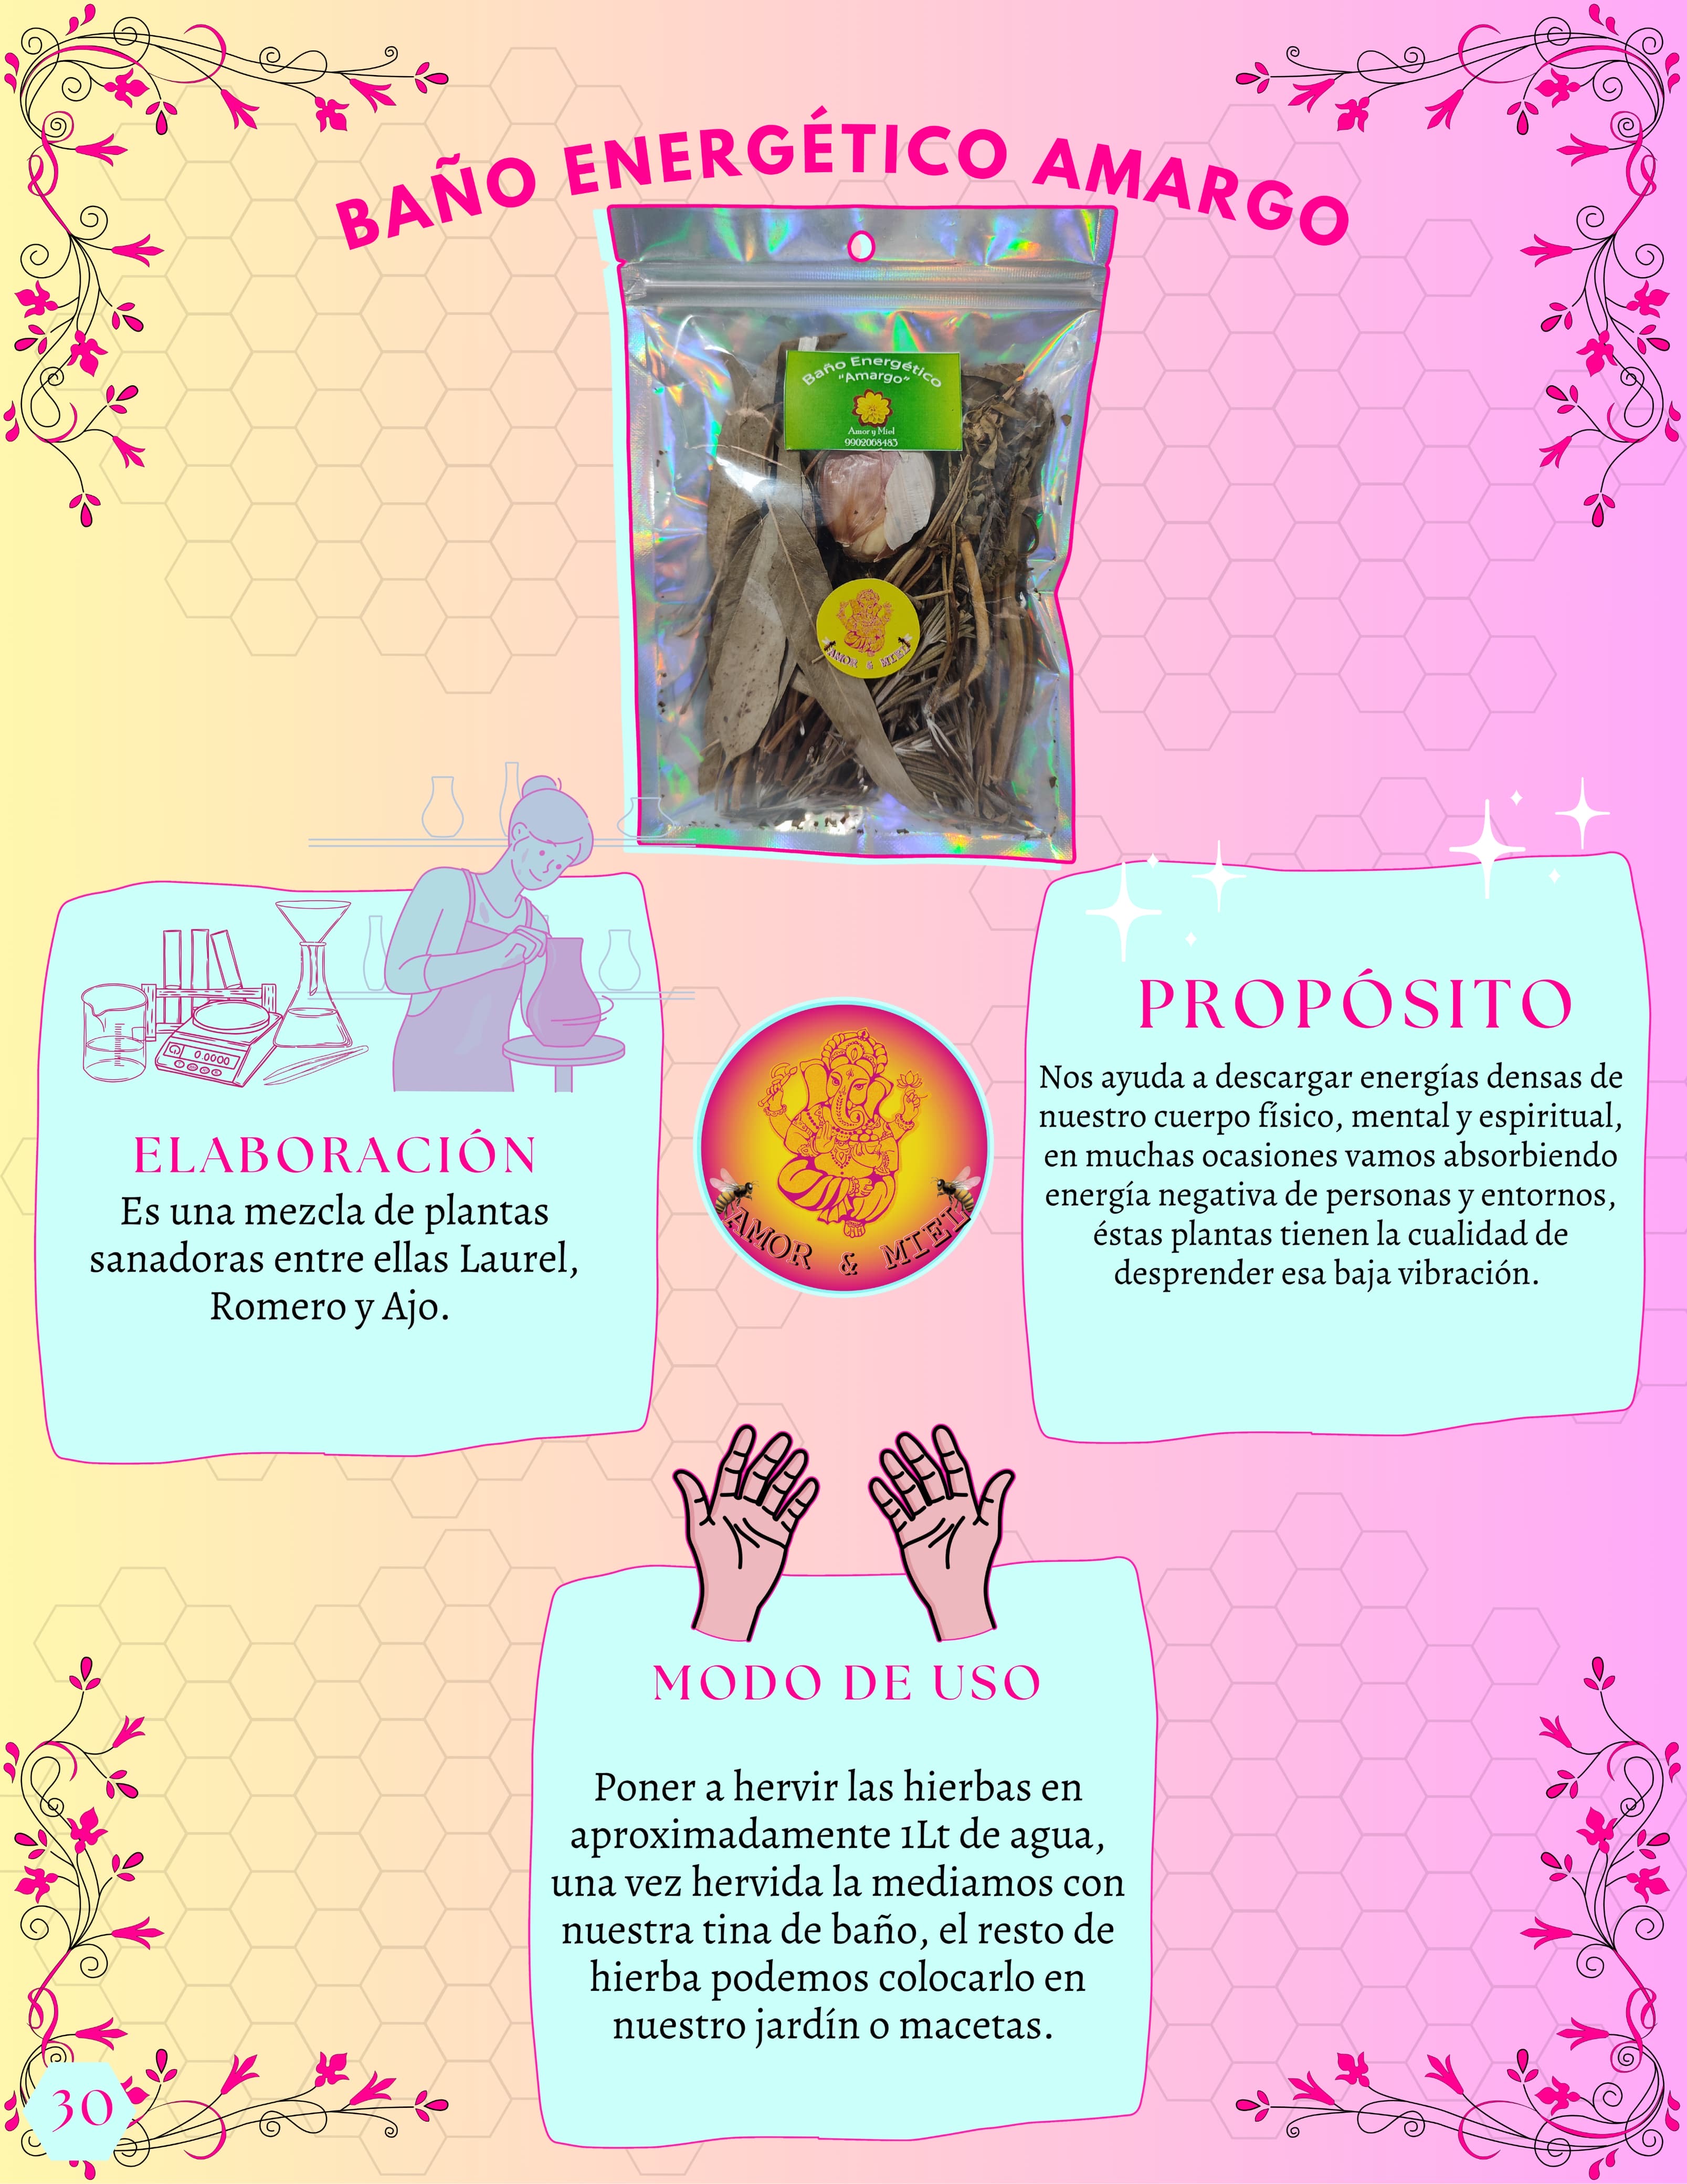 BAÑO ENERGÉTICO AMARGO
Baño Energético
"Amargo"
Amor y Miel
9902068483
AMOR & MIEL
0.0000
ELABORACIÓN
Es una mezcla de plantas
sanadoras entre ellas Laurel,
Romero y Ajo.
AMOR & MIEL
PROPÓSITO
Nos ayuda a descargar energías densas de
nuestro cuerpo físico, mental y espiritual,
en muchas ocasiones vamos absorbiendo
energía negativa de personas y entornos,
éstas plantas tienen la cualidad de
desprender esa baja vibración.
MODO DE USO
Poner a hervir las hierbas en
aproximadamente 1Lt de agua,
una vez hervida la mediamos con
nuestra tina de baño, el resto de
hierba podemos colocarlo en
nuestro jardín o macetas.
30